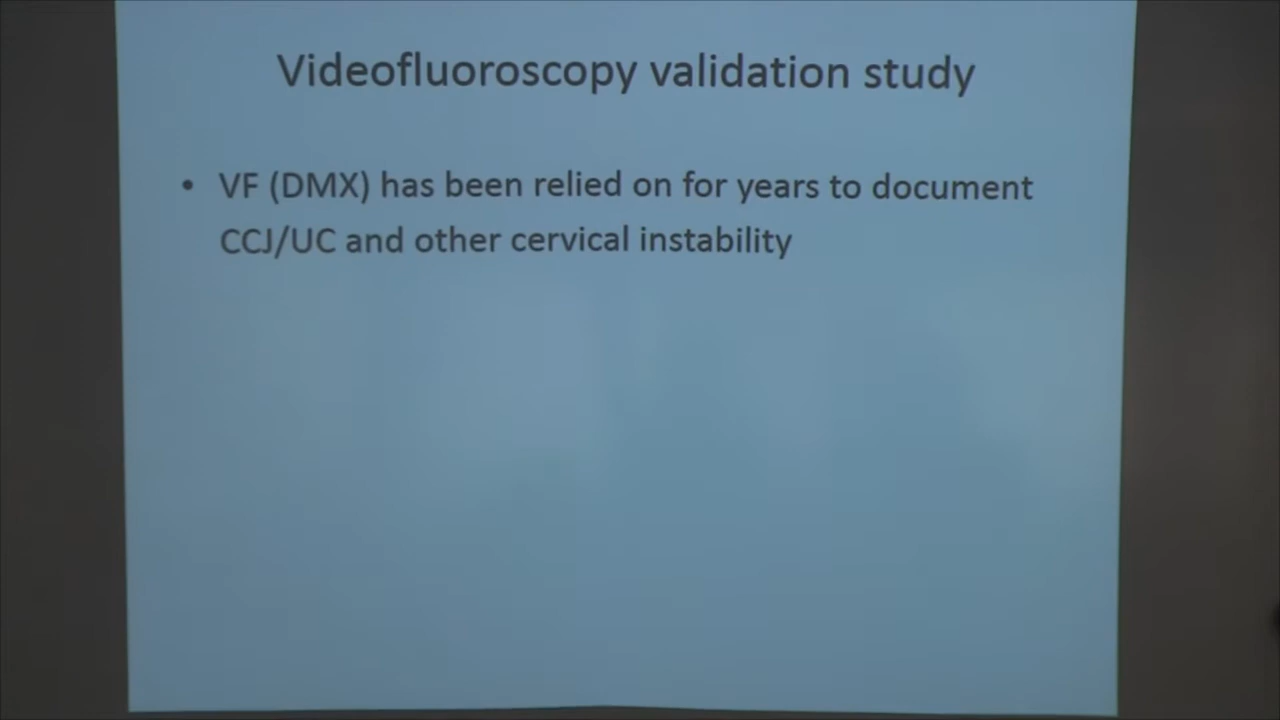 Videofluoroscopy validation study
• VF (DMX) has been relied on for years to document
CCJ/UC and other cervical instability